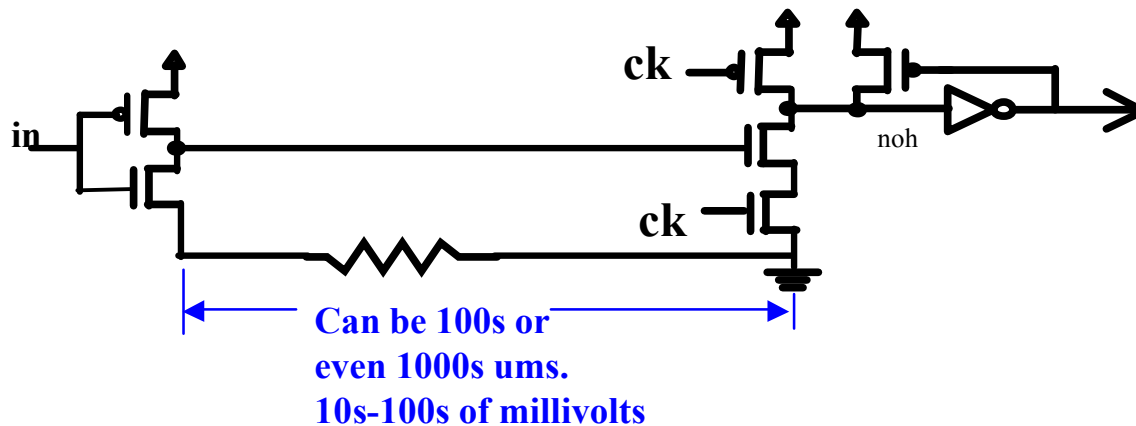 ck
in
noh
ck
Can be 100s or
even 1000s ums.
10s-100s of millivolts